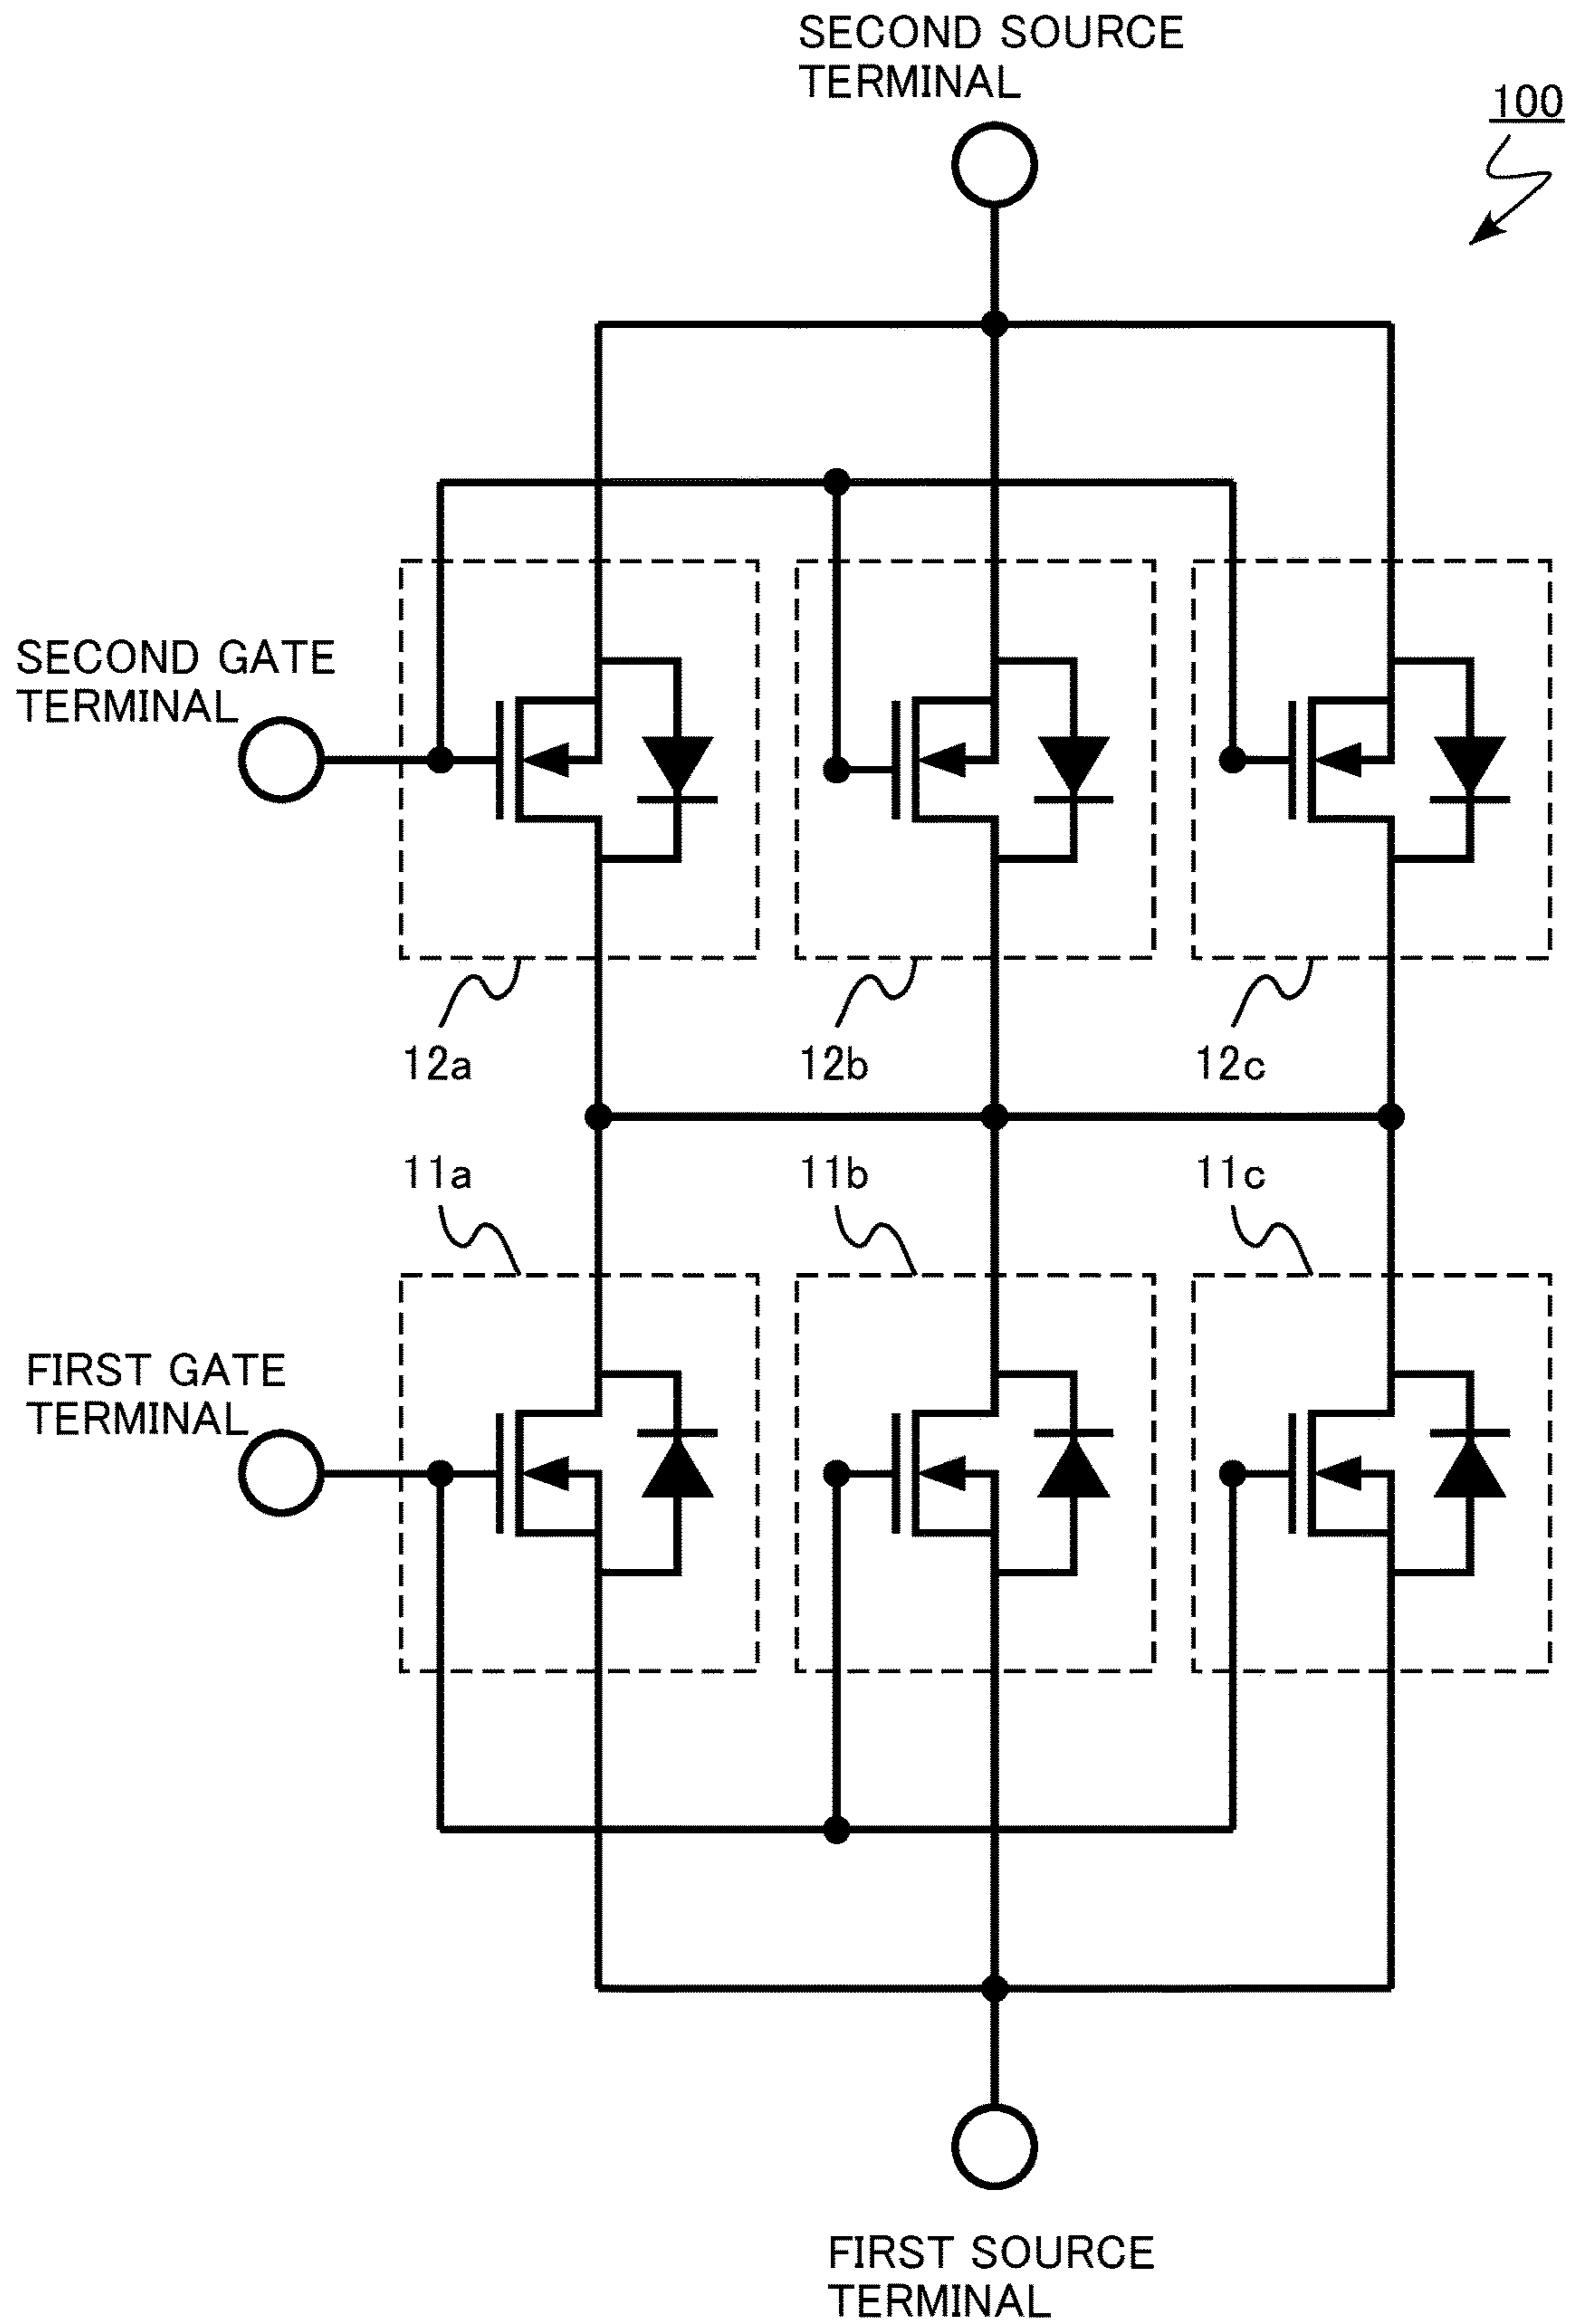 SECOND SOURCE
TERMINAL
100
SECOND GATE
TERMINAL
12a
12b
12c
11a
11b
11c
FIRST GATE
TERMINAL
FIRST SOURCE
TERMINAL